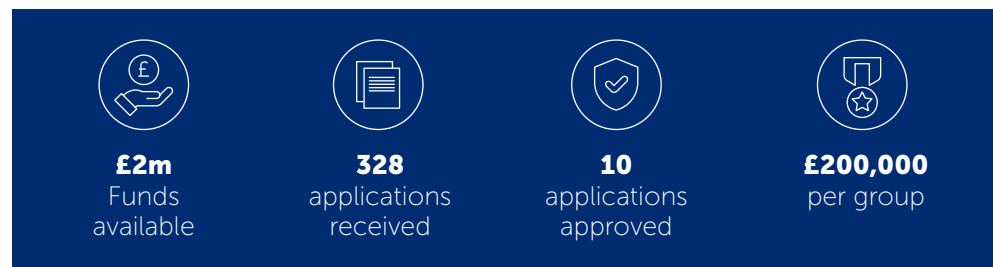 £
£2m
Funds
available
328
applications
received
10
applications
approved
£200,000
per group